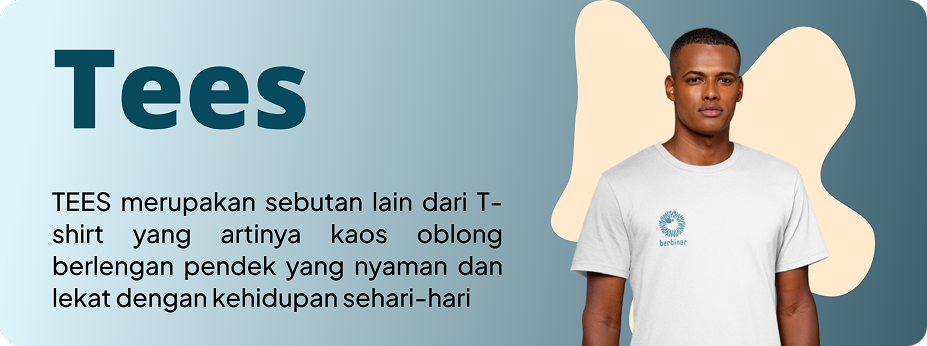 Tees
TEES merupakan sebutan lain dari T-
shirt yang artinya kaos oblong
berlengan pendek yang nyaman dan
lekat dengan kehidupan sehari-hari
berbinar